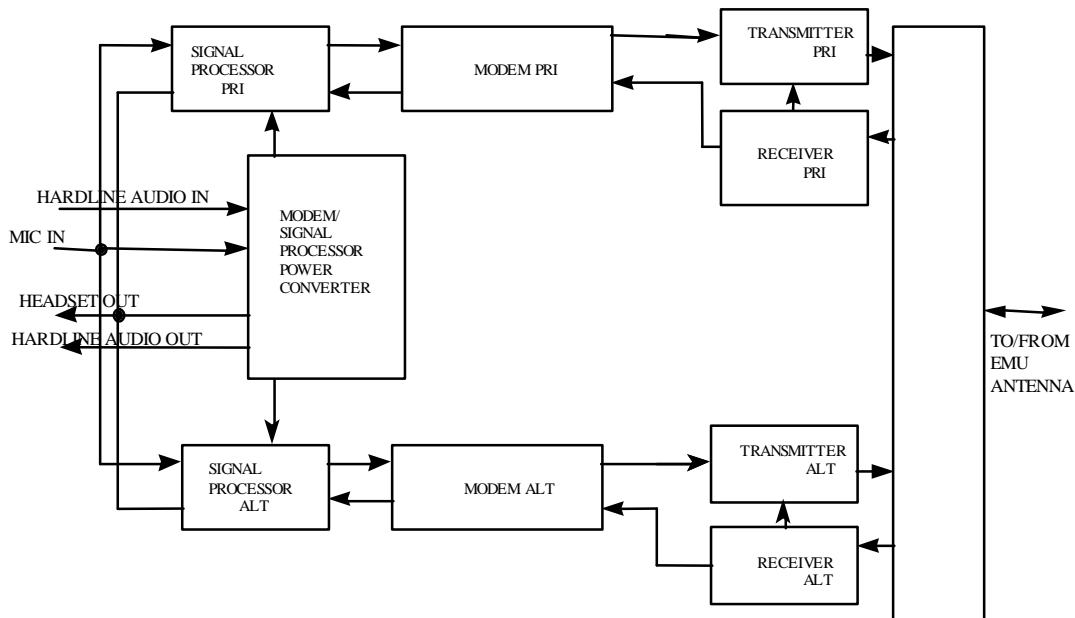 SIGNAL
PROCESSOR
PRI
MODEM PRI
TRANSMITTER
PRI
RECEIVER
PRI
HARDLINE AUDIO IN
MIC IN
HEADSET OUT
HARDLINE AUDIO OUT
MODEM/
SIGNAL
PROCESSOR
POWER
CONVERTER
TO/FROM
EMU
ANTENNA
SIGNAL
PROCESSOR
ALT
MODEM ALT
TRANSMITTER
ALT
RECEIVER
ALT